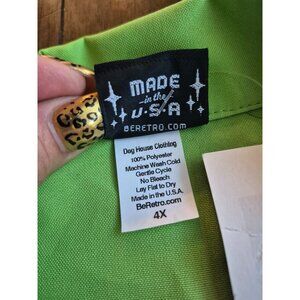 MADE
in the
U.S.A
BERETRO.COM
Dog House Clothing
100% Polyester
Machine Wash Cold
Gentle Cycle
No Bleach
Lay Flat to Dry
Made in the U.S.A.
BeRetro.com
4X